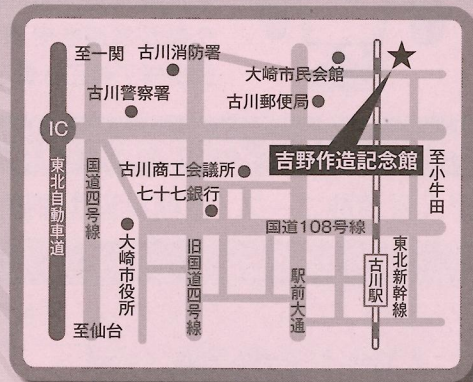 至一関
古川消防署
大崎市民会館
古川警察署
古川郵便局
IC
吉野作造記念館
東北自動車道
国道四号線
古川商工会議所
七十七銀行
至小牛田
国道108号線
大崎市役所
旧国道四号線
駅前大通
古川駅
東北新幹線
至仙台